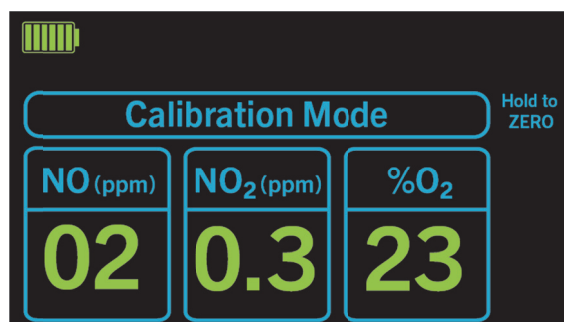 Calibration Mode
Hold to
ZERO
NO (ppm)
NO₂ (ppm)
%O₂
02
0.3
23